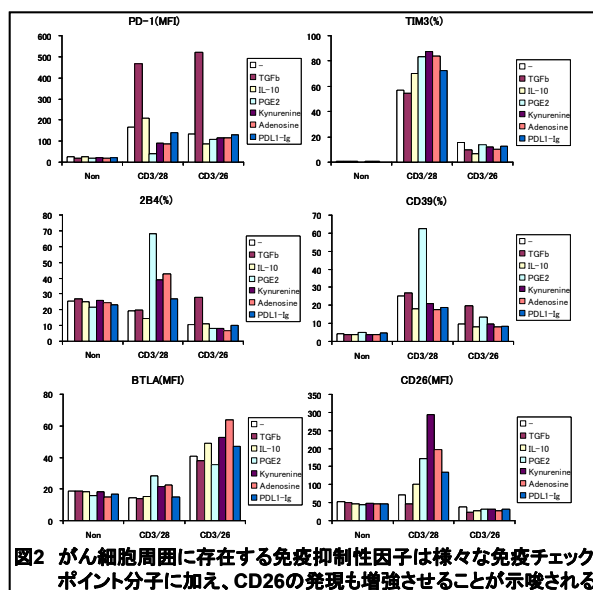 PD-1(MFI)
600
500
400
300
200
100
0
Non
CD3/28
CD3/26
−
TGFb
IL-10
PGE2
Kynurenine
Adenosine
PDL1-Ig
TIM3(%)
100
80
60
40
20
0
Non
CD3/28
CD3/26
−
TGFb
IL-10
PGE2
Kynurenine
Adenosine
PDL1-Ig
2B4(%)
80
70
60
50
40
30
20
10
0
Non
CD3/28
CD3/26
−
TGFb
IL-10
PGE2
Kynurenine
Adenosine
PDL1-Ig
CD39(%)
70
60
50
40
30
20
10
0
Non
CD3/28
CD3/26
−
TGFb
IL-10
PGE2
Kynurenine
Adenosine
PDL1-Ig
BTLA(MFI)
80
60
40
20
0
Non
CD3/28
CD3/26
−
TGFb
IL-10
PGE2
Kynurenine
Adenosine
PDL1-Ig
CD26(MFI)
350
300
250
200
150
100
50
0
Non
CD3/28
CD3/26
−
TGFb
IL-10
PGE2
Kynurenine
Adenosine
PDL1-Ig
図2 がん細胞周囲に存在する免疫抑制性因子は様々な免疫チェック
ポイント分子に加え、CD26の発現も増強させることが示唆される